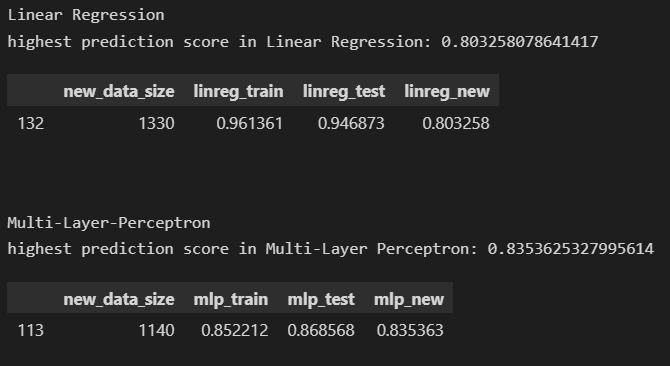 Linear Regression
highest prediction score in Linear Regression: 0.803258078641417
new_data_size linreg_train linreg_test linreg_new
132 1330 0.961361 0.946873 0.803258
Multi-Layer-Perceptron
highest prediction score in Multi-Layer Perceptron: 0.8353625327995614
new_data_size mlp_train mlp_test mlp_new
113 1140 0.852212 0.868568 0.835363